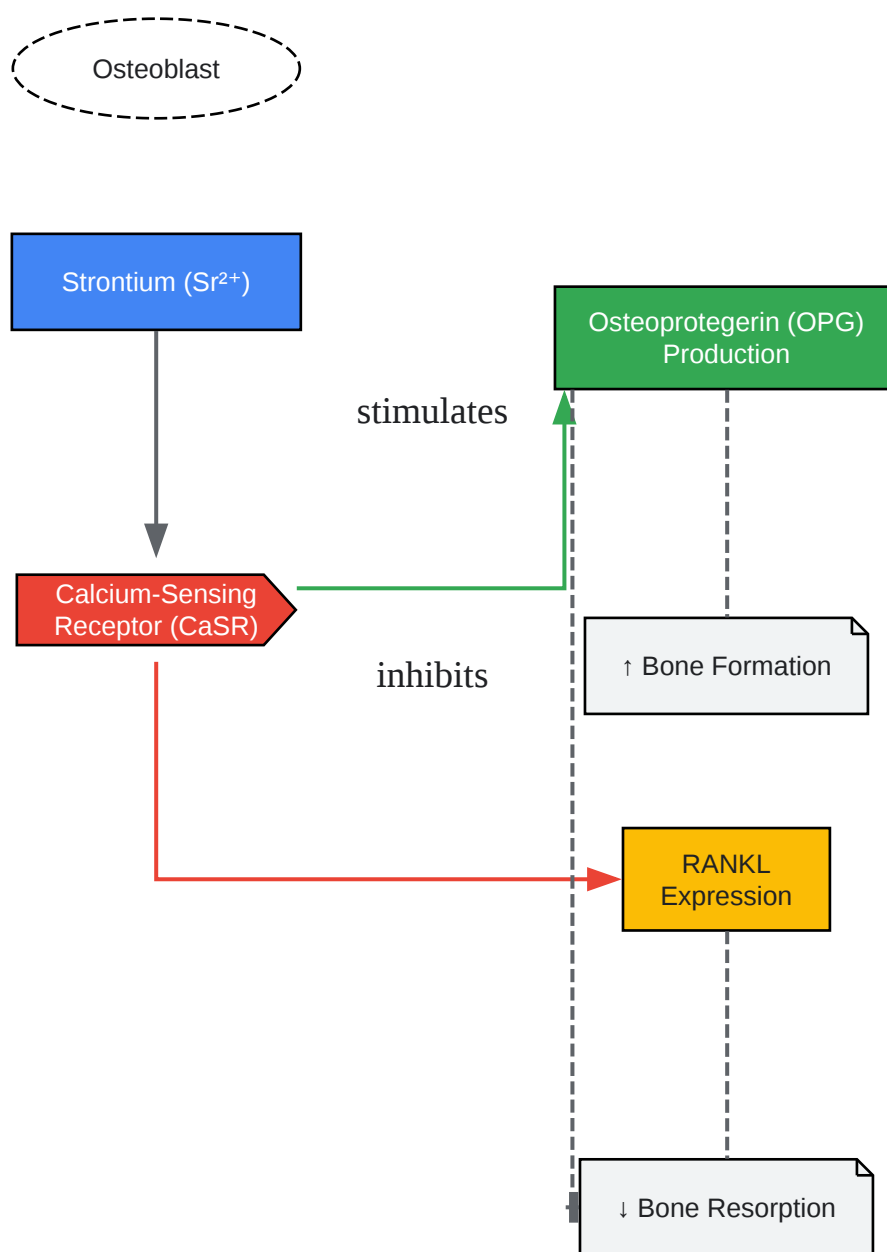 Osteoblast
Strontium (Sr²⁺)
Osteoprotegerin (OPG)
Production
stimulates
Calcium-Sensing
Receptor (CaSR)
inhibits
↑ Bone Formation
RANKL
Expression
↓ Bone Resorption